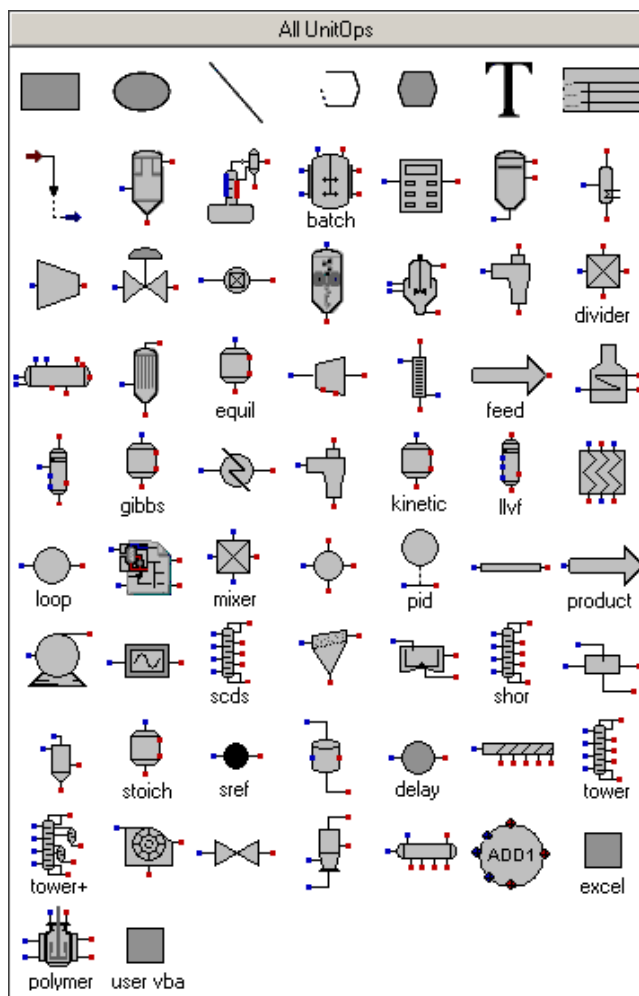 All UnitOps
T
batch
divider
equil
feed
gibbs
kinetic
llvf
loop
mixer
pid
product
scds
shor
stoich
sref
delay
tower
tower+
ADD1
excel
polymer
user vba